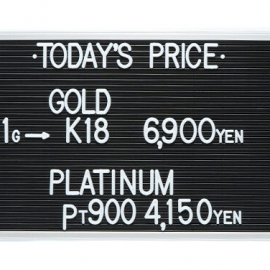 ·TODAY'S PRICE·
GOLD
1G→ K18 6,900YEN
PLATINUM
PT900 4,150YEN